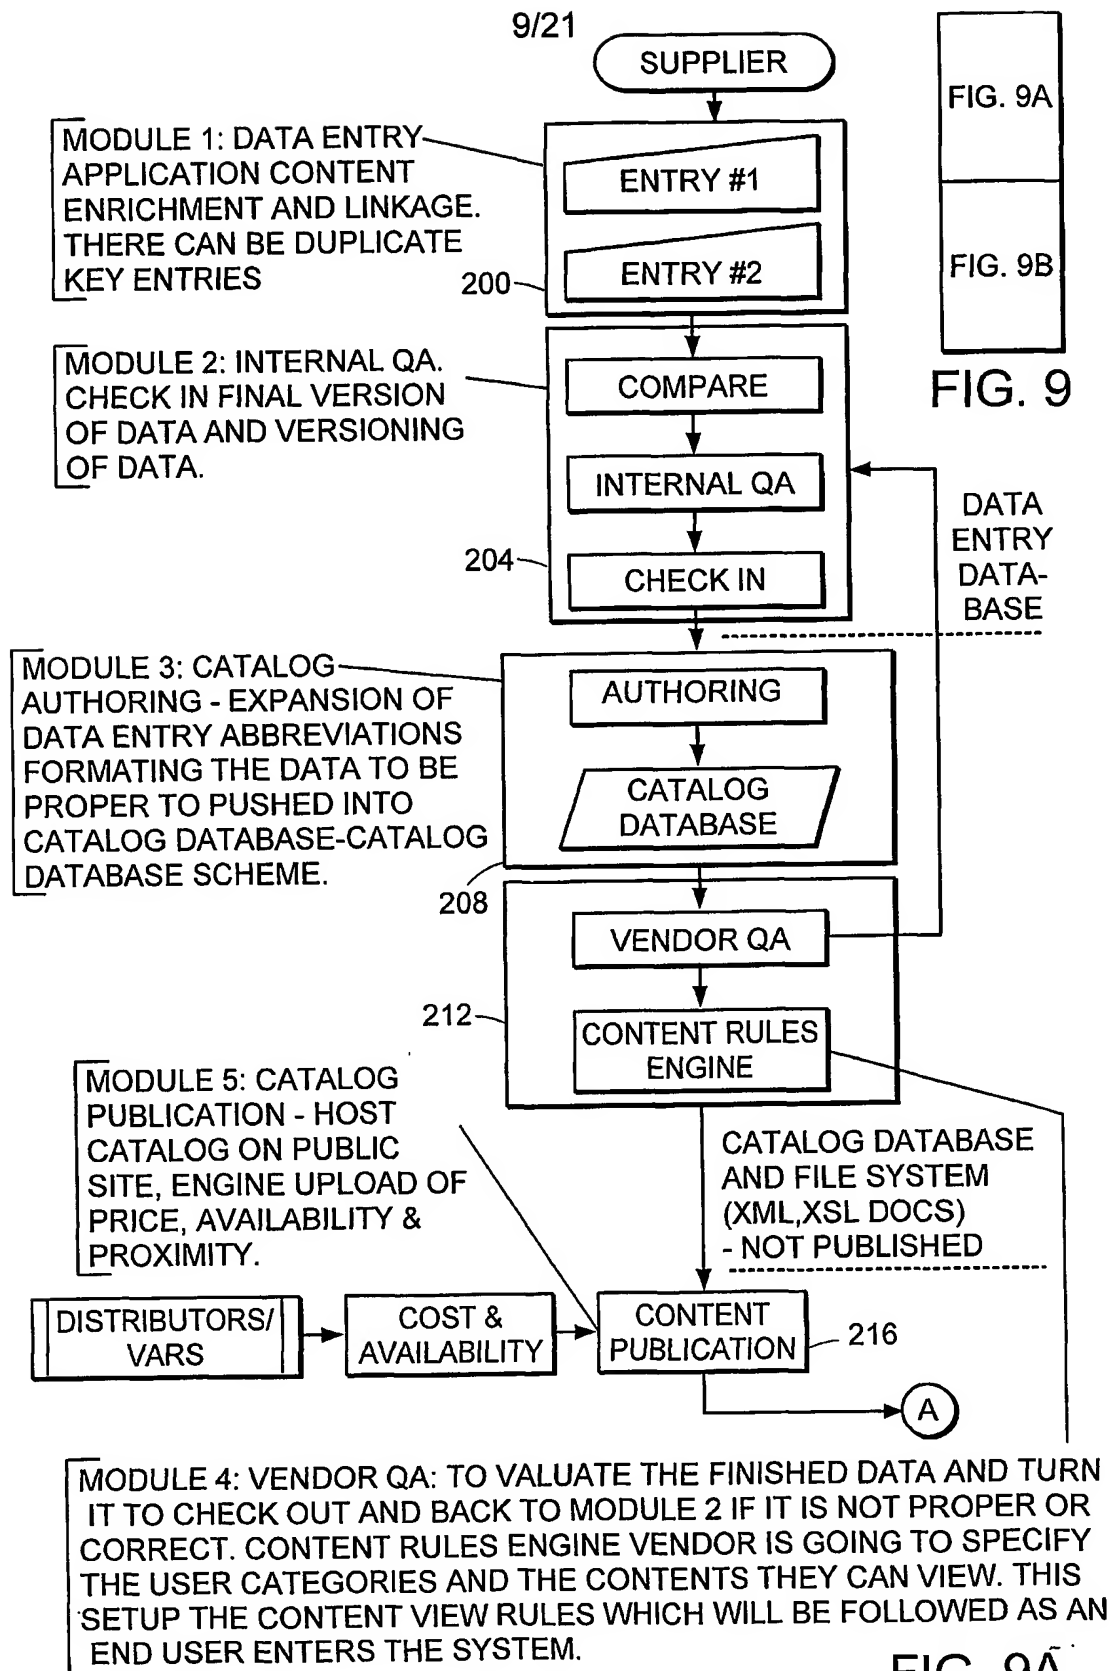 9/21
SUPPLIER
FIG. 9A
FIG. 9B
FIG. 9
MODULE 1: DATA ENTRY
APPLICATION CONTENT
ENRICHMENT AND LINKAGE.
THERE CAN BE DUPLICATE
KEY ENTRIES
ENTRY #1
ENTRY #2
200
MODULE 2: INTERNAL QA.
CHECK IN FINAL VERSION
OF DATA AND VERSIONING
OF DATA.
COMPARE
INTERNAL QA
CHECK IN
204
DATA
ENTRY
DATA-
BASE
MODULE 3: CATALOG
AUTHORING - EXPANSION OF
DATA ENTRY ABBREVIATIONS
FORMATING THE DATA TO BE
PROPER TO PUSHED INTO
CATALOG DATABASE-CATALOG
DATABASE SCHEME.
AUTHORING
CATALOG
DATABASE
208
VENDOR QA
212
CONTENT RULES
ENGINE
MODULE 5: CATALOG
PUBLICATION - HOST
CATALOG ON PUBLIC
SITE, ENGINE UPLOAD OF
PRICE, AVAILABILITY &
PROXIMITY.
CATALOG DATABASE
AND FILE SYSTEM
(XML,XSL DOCS)
- NOT PUBLISHED
DISTRIBUTORS/
VARS
COST &
AVAILABILITY
CONTENT
PUBLICATION
216
A
MODULE 4: VENDOR QA: TO VALUATE THE FINISHED DATA AND TURN
IT TO CHECK OUT AND BACK TO MODULE 2 IF IT IS NOT PROPER OR
CORRECT. CONTENT RULES ENGINE VENDOR IS GOING TO SPECIFY
THE USER CATEGORIES AND THE CONTENTS THEY CAN VIEW. THIS
SETUP THE CONTENT VIEW RULES WHICH WILL BE FOLLOWED AS AN
END USER ENTERS THE SYSTEM.
FIG. 9A